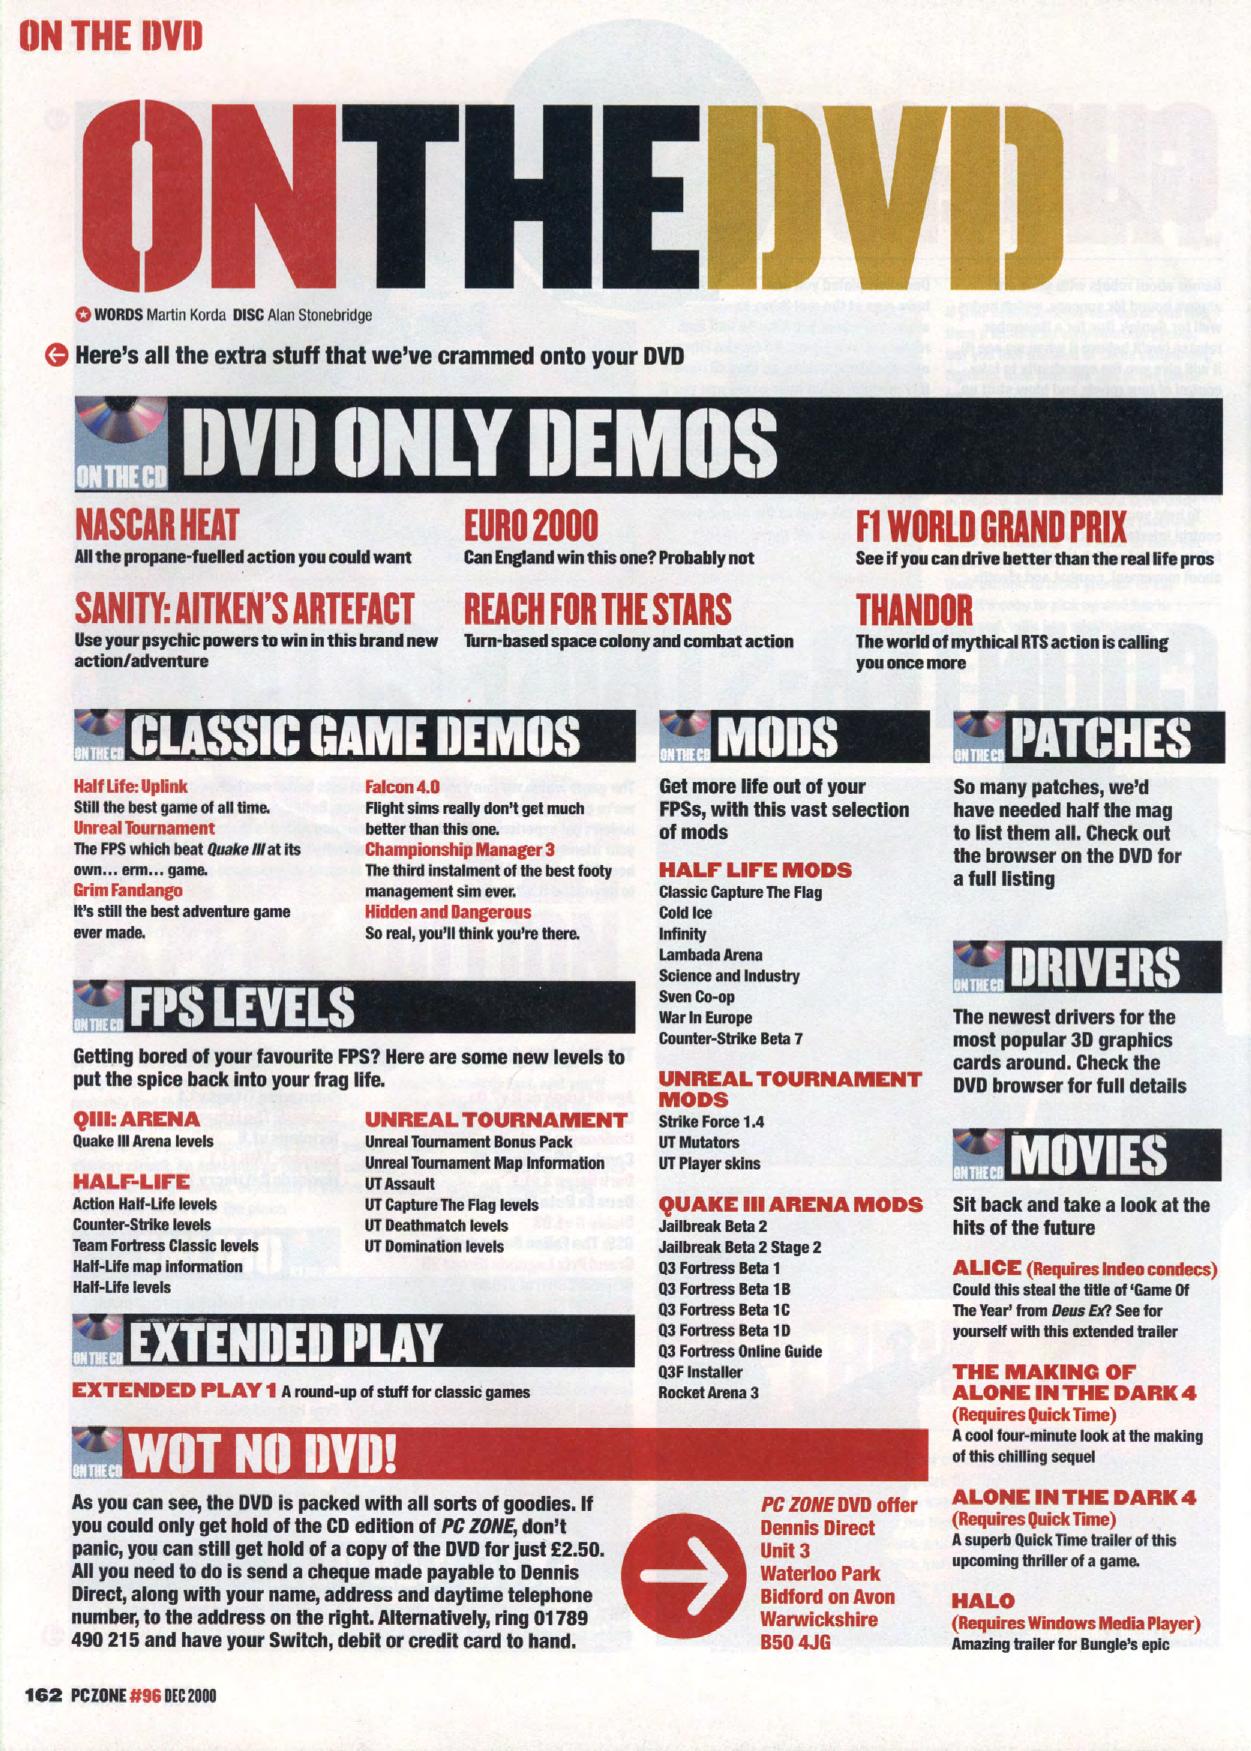 ON THE DVD
ONTHEDVD
WORDS Martin Korda DISC Alan Stonebridge
Here's all the extra stuff that we've crammed onto your DVD
ON THE CD
DVD ONLY DEMOS
NASCAR HEAT
All the propane-fuelled action you could want
EURO 2000
Can England win this one? Probably not
F1 WORLD GRAND PRIX
See if you can drive better than the real life pros
SANITY: AITKEN'S ARTEFACT
Use your psychic powers to win in this brand new
action/adventure
REACH FOR THE STARS
Turn-based space colony and combat action
THANDOR
The world of mythical RTS action is calling
you once more
ON THE CD
CLASSIC GAME DEMOS
Half Life: Uplink
Still the best game of all time.
Unreal Tournament
The FPS which beat Quake III at its
own... erm... game.
Grim Fandango
It's still the best adventure game
ever made.
Falcon 4.0
Flight sims really don't get much
better than this one.
Championship Manager 3
The third instalment of the best footy
management sim ever.
Hidden and Dangerous
So real, you'll think you're there.
ON THE CD
FPS LEVELS
Getting bored of your favourite FPS? Here are some new levels to
put the spice back into your frag life.
QIII: ARENA
Quake III Arena levels
HALF-LIFE
Action Half-Life levels
Counter-Strike levels
Team Fortress Classic levels
Half-Life map information
Half-Life levels
UNREAL TOURNAMENT
Unreal Tournament Bonus Pack
Unreal Tournament Map Information
UT Assault
UT Capture The Flag levels
UT Deathmatch levels
UT Domination levels
ON THE CD
EXTENDED PLAY
EXTENDED PLAY 1 A round-up of stuff for classic games
ON THE CD
MODS
Get more life out of your
FPSs, with this vast selection
of mods
HALF LIFE MODS
Classic Capture The Flag
Cold Ice
Infinity
Lambada Arena
Science and Industry
Sven Co-op
War In Europe
Counter-Strike Beta 7
UNREAL TOURNAMENT
MODS
Strike Force 1.4
UT Mutators
UT Player skins
QUAKE III ARENA MODS
Jailbreak Beta 2
Jailbreak Beta 2 Stage 2
Q3 Fortress Beta 1
Q3 Fortress Beta 1B
Q3 Fortress Beta 1C
Q3 Fortress Beta 1D
Q3 Fortress Online Guide
Q3F Installer
Rocket Arena 3
ON THE CD
PATCHES
So many patches, we'd
have needed half the mag
to list them all. Check out
the browser on the DVD for
a full listing
ON THE CD
DRIVERS
The newest drivers for the
most popular 3D graphics
cards around. Check the
DVD browser for full details
ON THE CD
MOVIES
Sit back and take a look at the
hits of the future
ALICE (Requires Indeo condecs)
Could this steal the title of 'Game Of
The Year' from Deus Ex? See for
yourself with this extended trailer
THE MAKING OF
ALONE IN THE DARK 4
(Requires Quick Time)
A cool four-minute look at the making
of this chilling sequel
ALONE IN THE DARK 4
(Requires Quick Time)
A superb Quick Time trailer of this
upcoming thriller of a game.
HALO
(Requires Windows Media Player)
Amazing trailer for Bungle's epic
ON THE CD
WOT NO DVD!
As you can see, the DVD is packed with all sorts of goodies. If
you could only get hold of the CD edition of PC ZONE, don't
panic, you can still get hold of a copy of the DVD for just £2.50.
All you need to do is send a cheque made payable to Dennis
Direct, along with your name, address and daytime telephone
number, to the address on the right. Alternatively, ring 01789
490 215 and have your Switch, debit or credit card to hand.
PC ZONE DVD offer
Dennis Direct
Unit 3
Waterloo Park
Bidford on Avon
Warwickshire
B50 4JG
162 PCZONE #96 DEC 2000